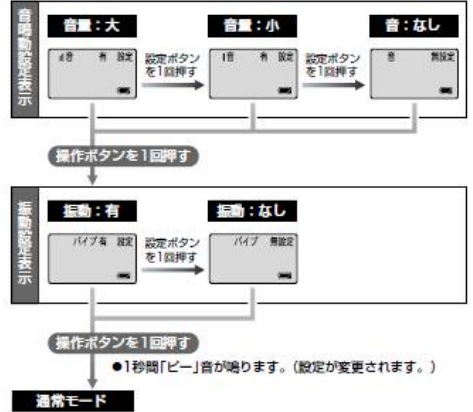 音鳴動設定表示
音量：大
音量：小
音：なし
音 有 設定
設定ボタン
を1回押す
音 有 設定
設定ボタン
を1回押す
音 無設定
操作ボタンを1回押す
振動設定表示
振動：有
振動：なし
バイブ有 設定
設定ボタン
を1回押す
バイブ 無設定
操作ボタンを1回押す
●1秒間「ピー」音が鳴ります。（設定が変更されます。）
通常モード